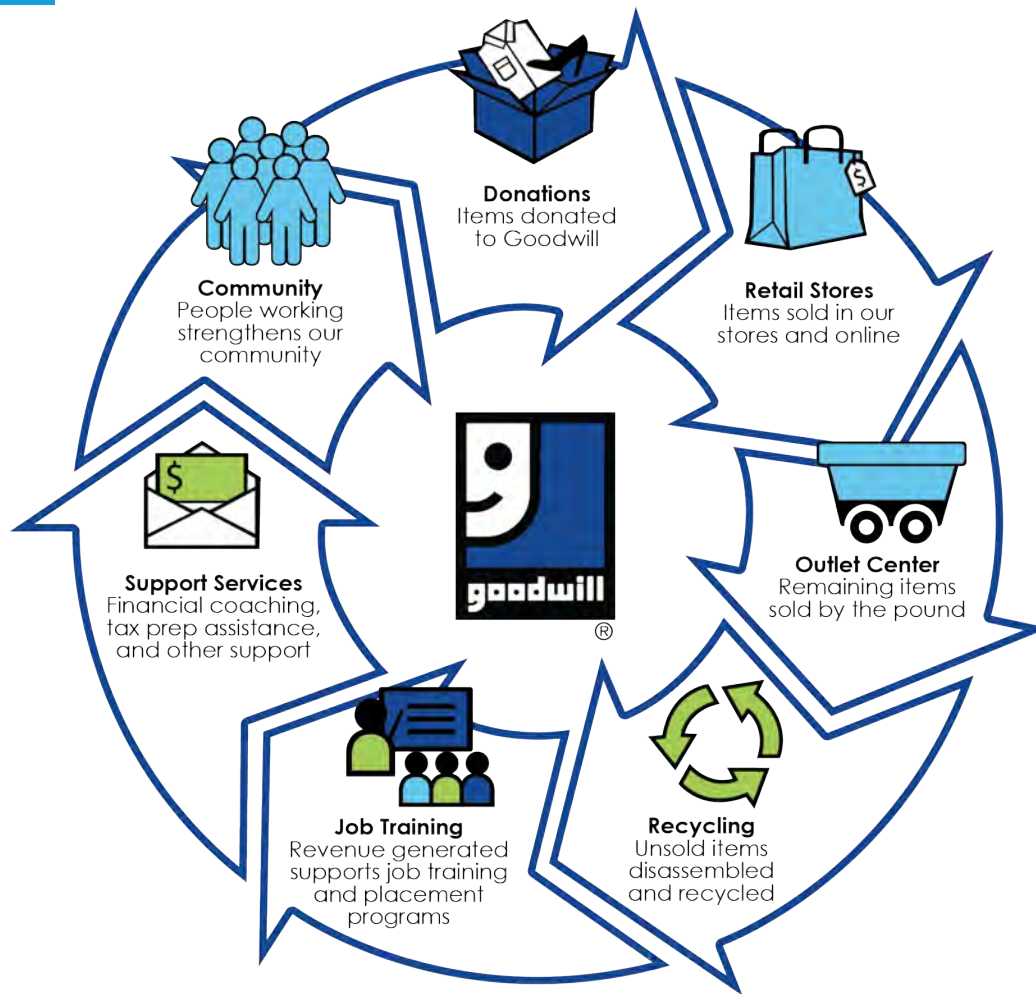 Donations
Items donated
to Goodwill
$
Retail Stores
Items sold in our
stores and online
Outlet Center
Remaining items
sold by the pound
Recycling
Unsold items
disassembled
and recycled
Job Training
Revenue generated
supports job training
and placement
programs
$
Support Services
Financial coaching,
tax prep assistance,
and other support
Community
People working
strengthens our
community
goodwill
®